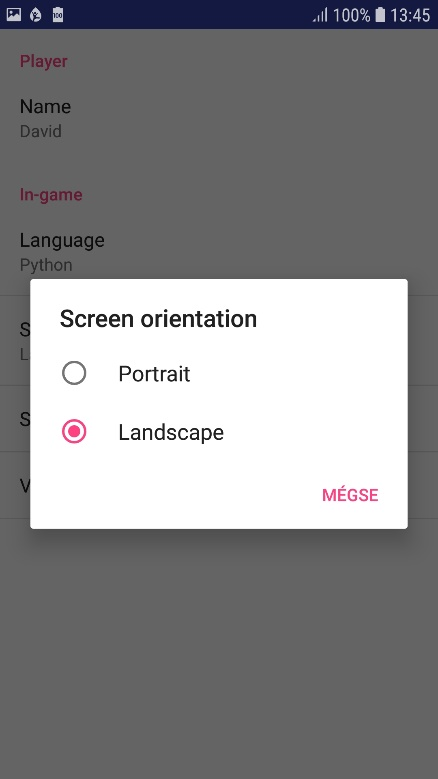 100% 13:45
Player
Name
David
In-game
Language
Python
Screen orientation
Portrait
Landscape
MÉGSE